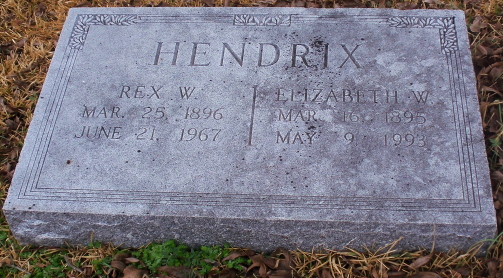 HENDRIX
REX W.
MAR. 25, 1896
JUNE 21, 1967
ELIZABETH W.
MAR. 16, 1895
MAY 9, 1993